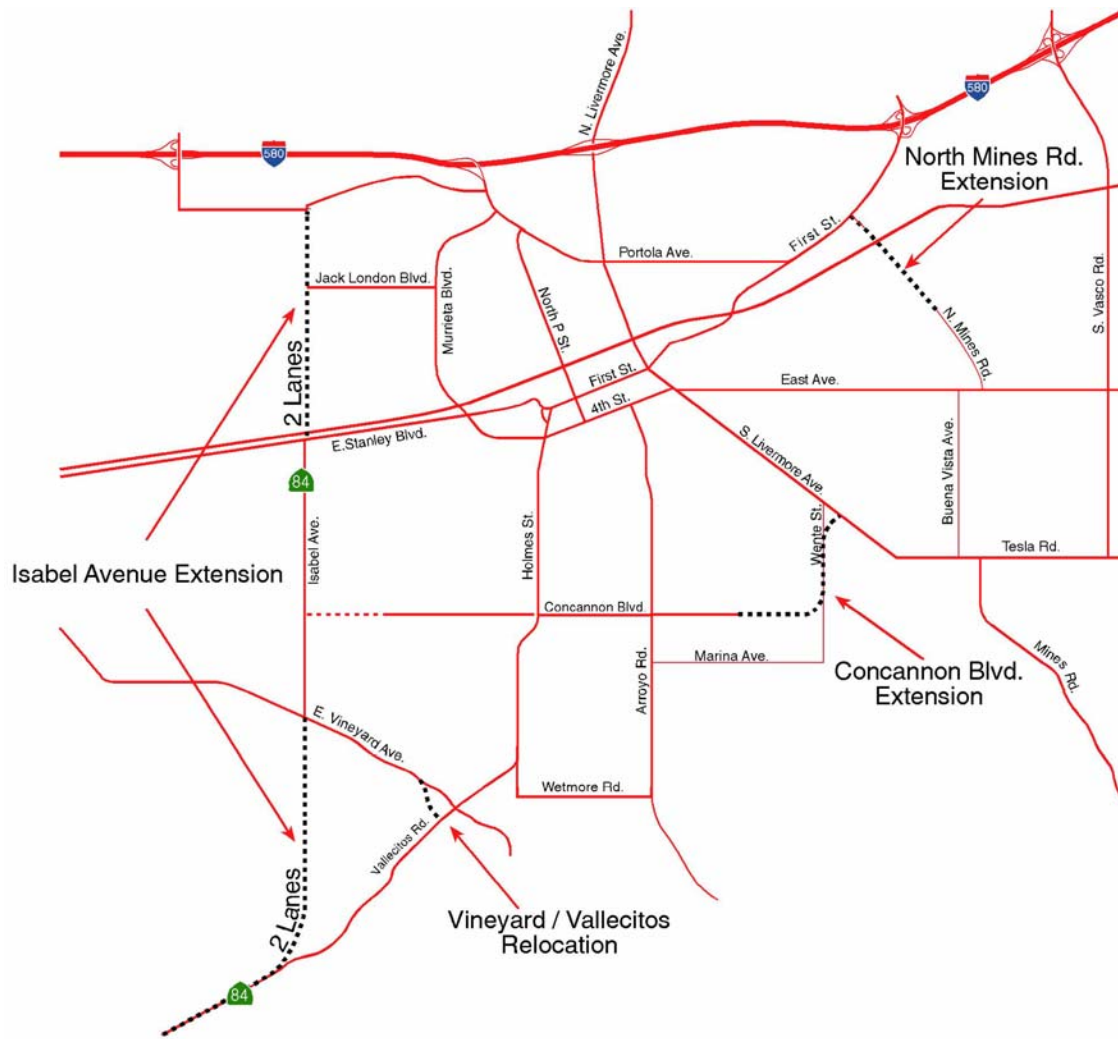 N. Livermore Ave.
580
580
North Mines Rd.
Extension
First St.
Portola Ave.
Jack London Blvd.
Murrieta Blvd.
North P St.
N. Mines Rd.
S. Vasco Rd.
2 Lanes
First St.
4th St.
East Ave.
E.Stanley Blvd.
84
S. Livermore Ave.
Buena Vista Ave.
Isabel Ave.
Holmes St.
Wente St.
Tesla Rd.
Isabel Avenue Extension
Concannon Blvd.
Marina Ave.
Arroyo Rd.
Concannon Blvd.
Extension
Mines Rd.
E. Vineyard Ave.
Wetmore Rd.
Vallecitos Rd.
2 Lanes
Vineyard / Vallecitos
Relocation
84